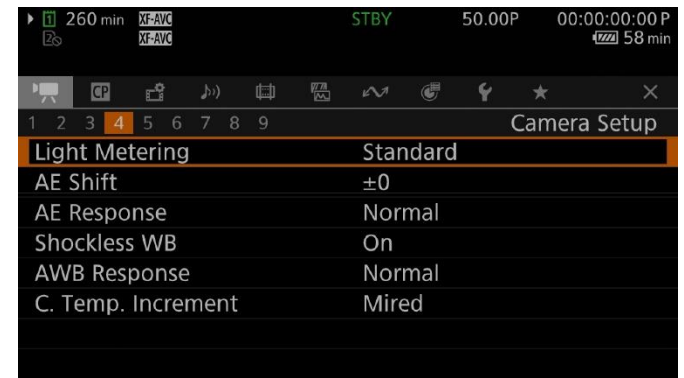 1 260 min XF-AVC STBY 50.00P 00:00:00:00 P
2 XF-AVC 58 min
CP
1 2 3 4 5 6 7 8 9 Camera Setup
Light Metering Standard
AE Shift ±0
AE Response Normal
Shockless WB On
AWB Response Normal
C. Temp. Increment Mired